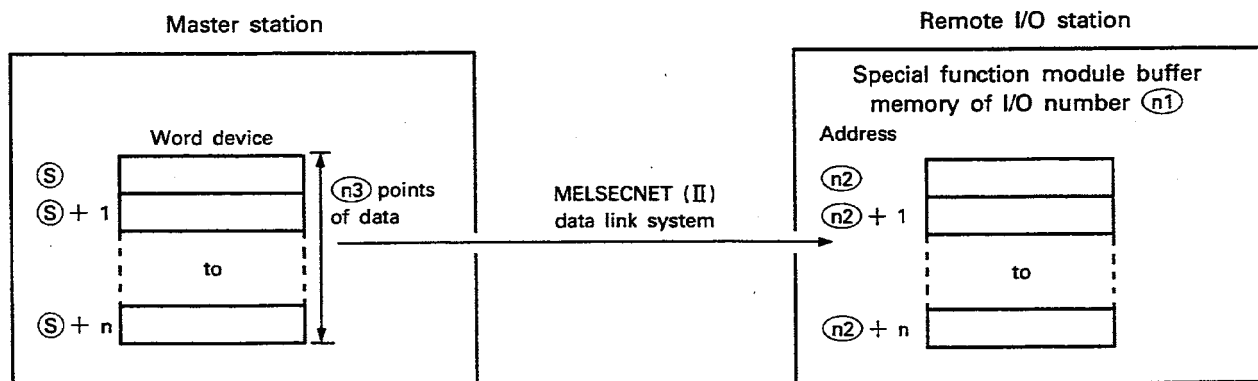 Master station
Remote I/O station
Special function module buffer
memory of I/O number (n1)
Word device
Address
(S)
(S) + 1
to
(S) + n
(n3) points
of data
MELSECNET (II)
data link system
(n2)
(n2) + 1
to
(n2) + n